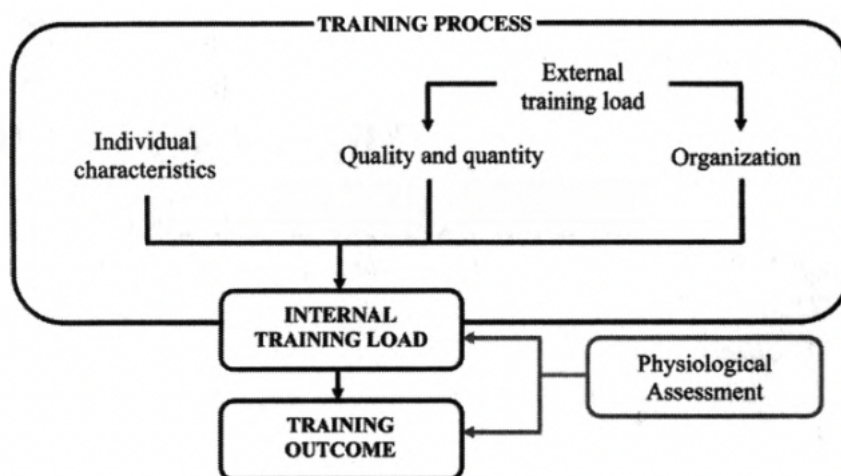 TRAINING PROCESS
External
training load
Individual
characteristics
Quality and quantity
Organization
INTERNAL
TRAINING LOAD
Physiological
Assessment
TRAINING
OUTCOME